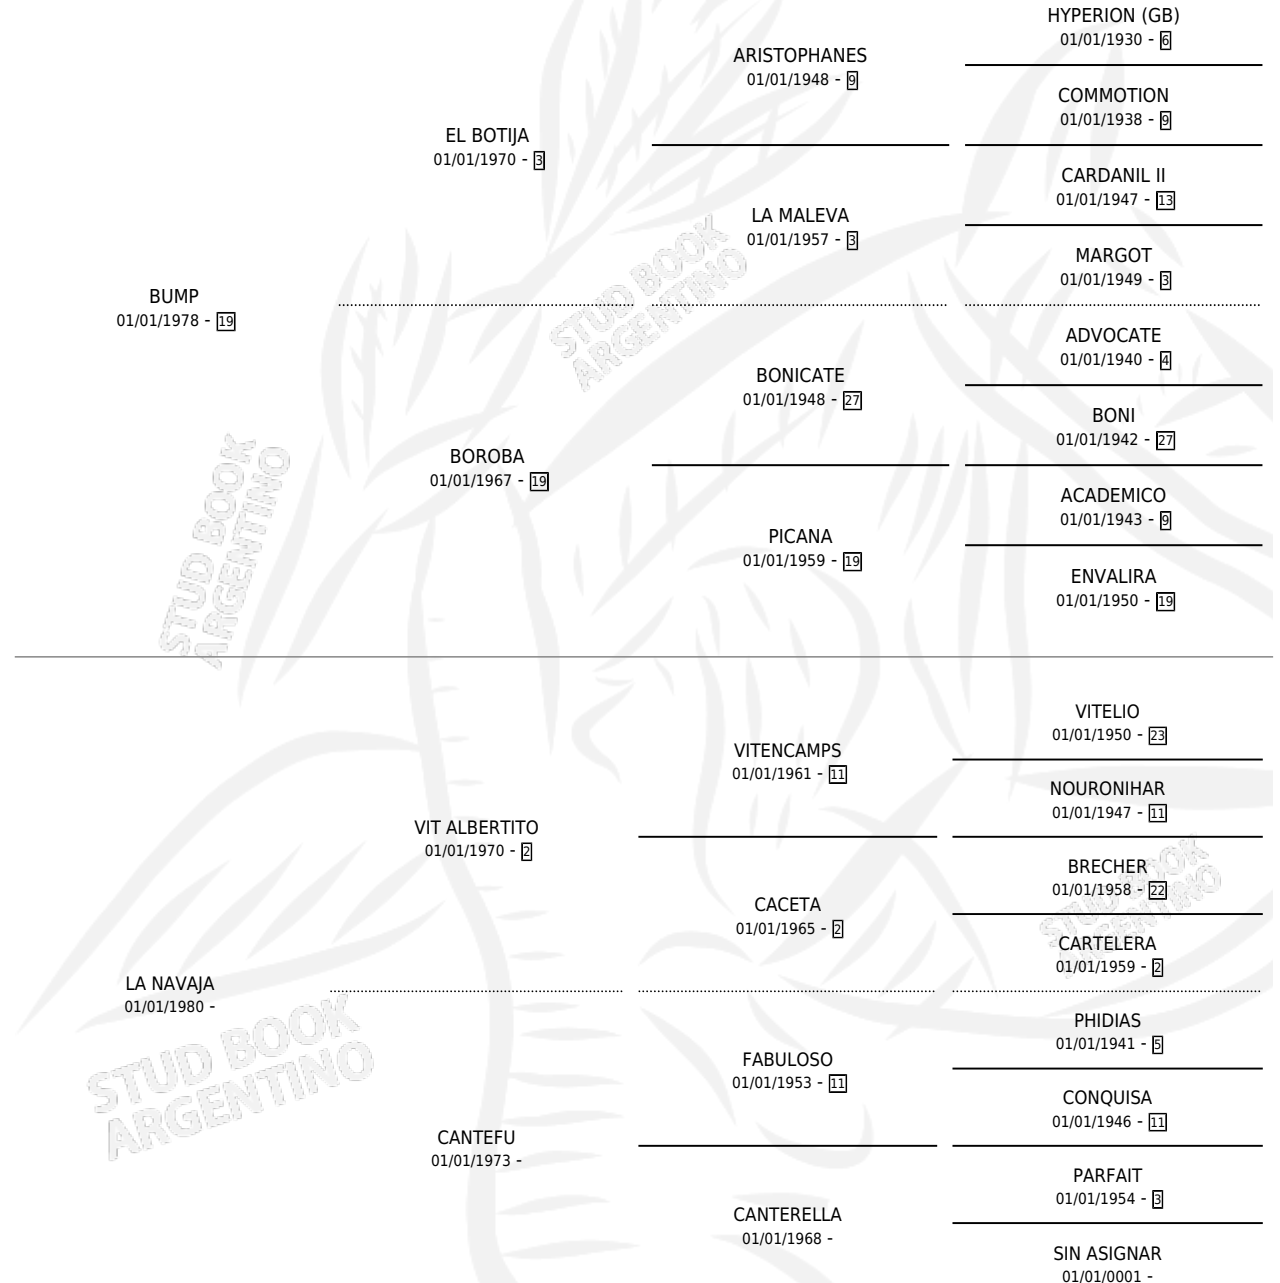 HYPERION (GB)
01/01/1930 - 6
ARISTOPHANES
01/01/1948 - 9
COMMOTION
01/01/1938 - 9
EL BOTIJA
01/01/1970 - 3
CARDANIL II
01/01/1947 - 13
LA MALEVA
01/01/1957 - 3
MARGOT
01/01/1949 - 3
BUMP
01/01/1978 - 19
ADVOCATE
01/01/1940 - 4
BONICATE
01/01/1948 - 27
BONI
01/01/1942 - 27
BOROBA
01/01/1967 - 19
ACADEMICO
01/01/1943 - 9
PICANA
01/01/1959 - 19
ENVALIRA
01/01/1950 - 19
VITELIO
01/01/1950 - 23
VITENCAMPS
01/01/1961 - 11
NOURONIHAR
01/01/1947 - 11
VIT ALBERTITO
01/01/1970 - 2
BRECHER
01/01/1958 - 22
CACETA
01/01/1965 - 2
CARTELERA
01/01/1959 - 2
LA NAVAJA
01/01/1980 -
PHIDIAS
01/01/1941 - 5
FABULOSO
01/01/1953 - 11
CONQUISA
01/01/1946 - 11
CANTEFU
01/01/1973 -
PARFAIT
01/01/1954 - 3
CANTERELLA
01/01/1968 -
SIN ASIGNAR
01/01/0001 -
STUD BOOK
ARGENTINO
STUD BOOK
ARGENTINO
STUD BOOK
ARGENTINO
STUD BOOK
ARGENTINO